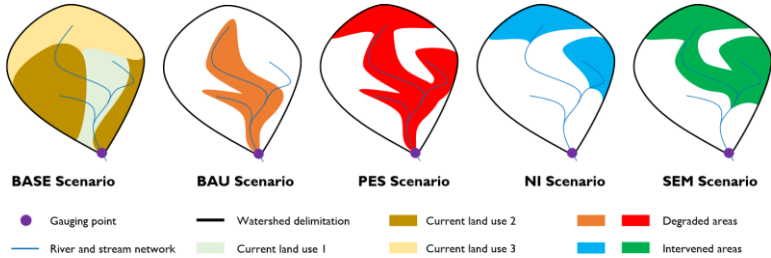 BASE Scenario BAU Scenario PES Scenario NI Scenario SEM Scenario
Gauging point Watershed delimitation Current land use 2 Degraded areas
River and stream network Current land use 1 Current land use 3 Intervened areas